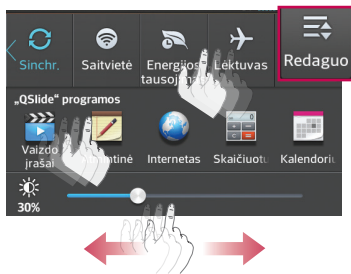 Sinchr.
Saitvietė
Energijos tausojimas
Lėktuvas
Redaguo
„QSlide“ programos
Vaizdo įrašai
Internetas
Skaičiuotu
Kalendoriu
30%